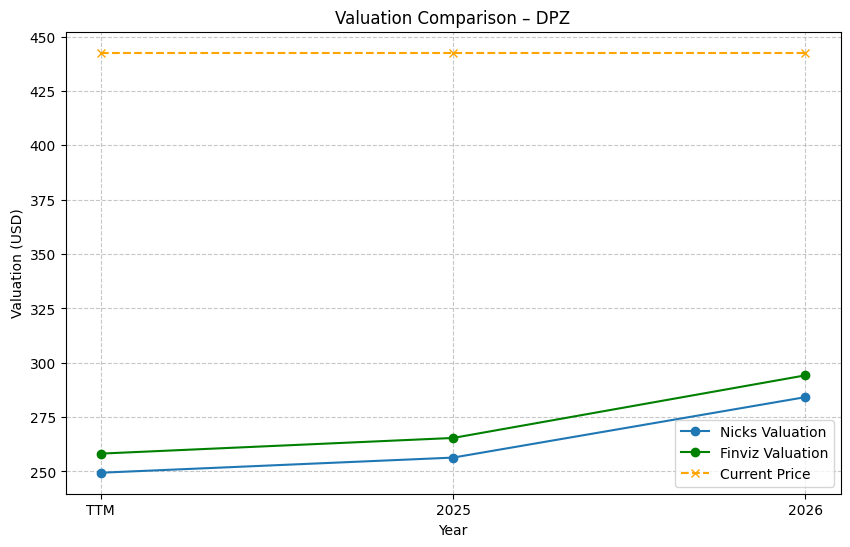 Valuation Comparison – DPZ
Valuation (USD)
450
425
400
375
350
325
300
275
250
TTM
2025
2026
Year
Nicks Valuation
Finviz Valuation
Current Price